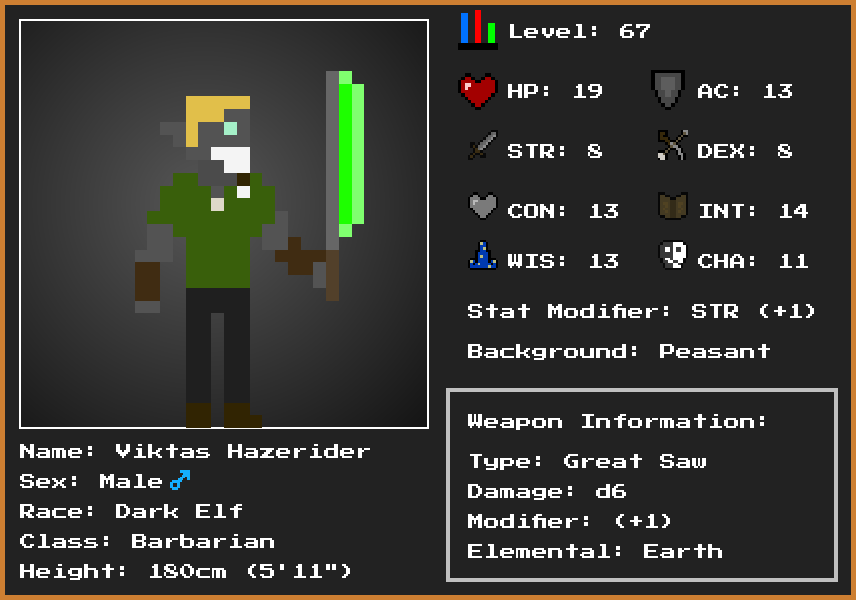 Level: 67
HP: 19 AC: 13
STR: 8 DEX: 8
CON: 13 INT: 14
WIS: 13 CHA: 11
Stat Modifier: STR (+1)
Background: Peasant
Weapon Information:
Type: Great Saw
Damage: d6
Modifier: (+1)
Elemental: Earth
Name: Viktas Hazerider
Sex: Male ♂
Race: Dark Elf
Class: Barbarian
Height: 180cm (5'11")